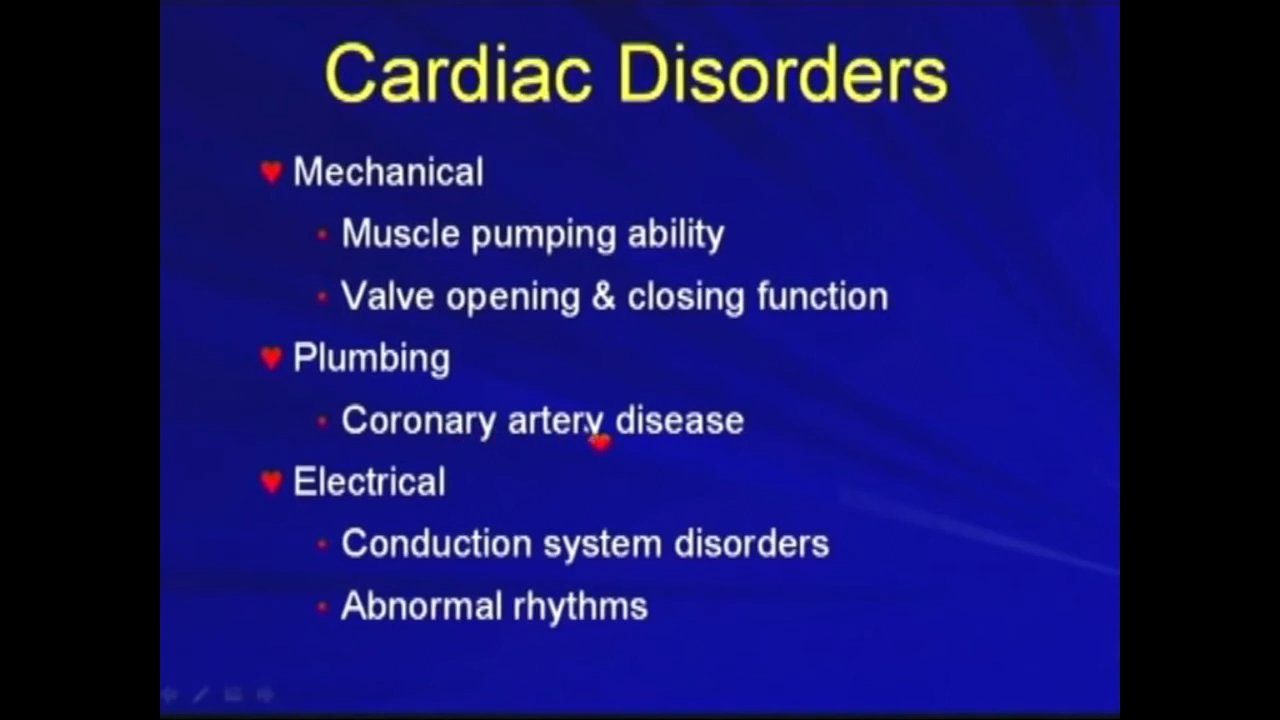 Cardiac Disorders
Mechanical
Muscle pumping ability
Valve opening & closing function
Plumbing
Coronary artery disease
Electrical
Conduction system disorders
Abnormal rhythms